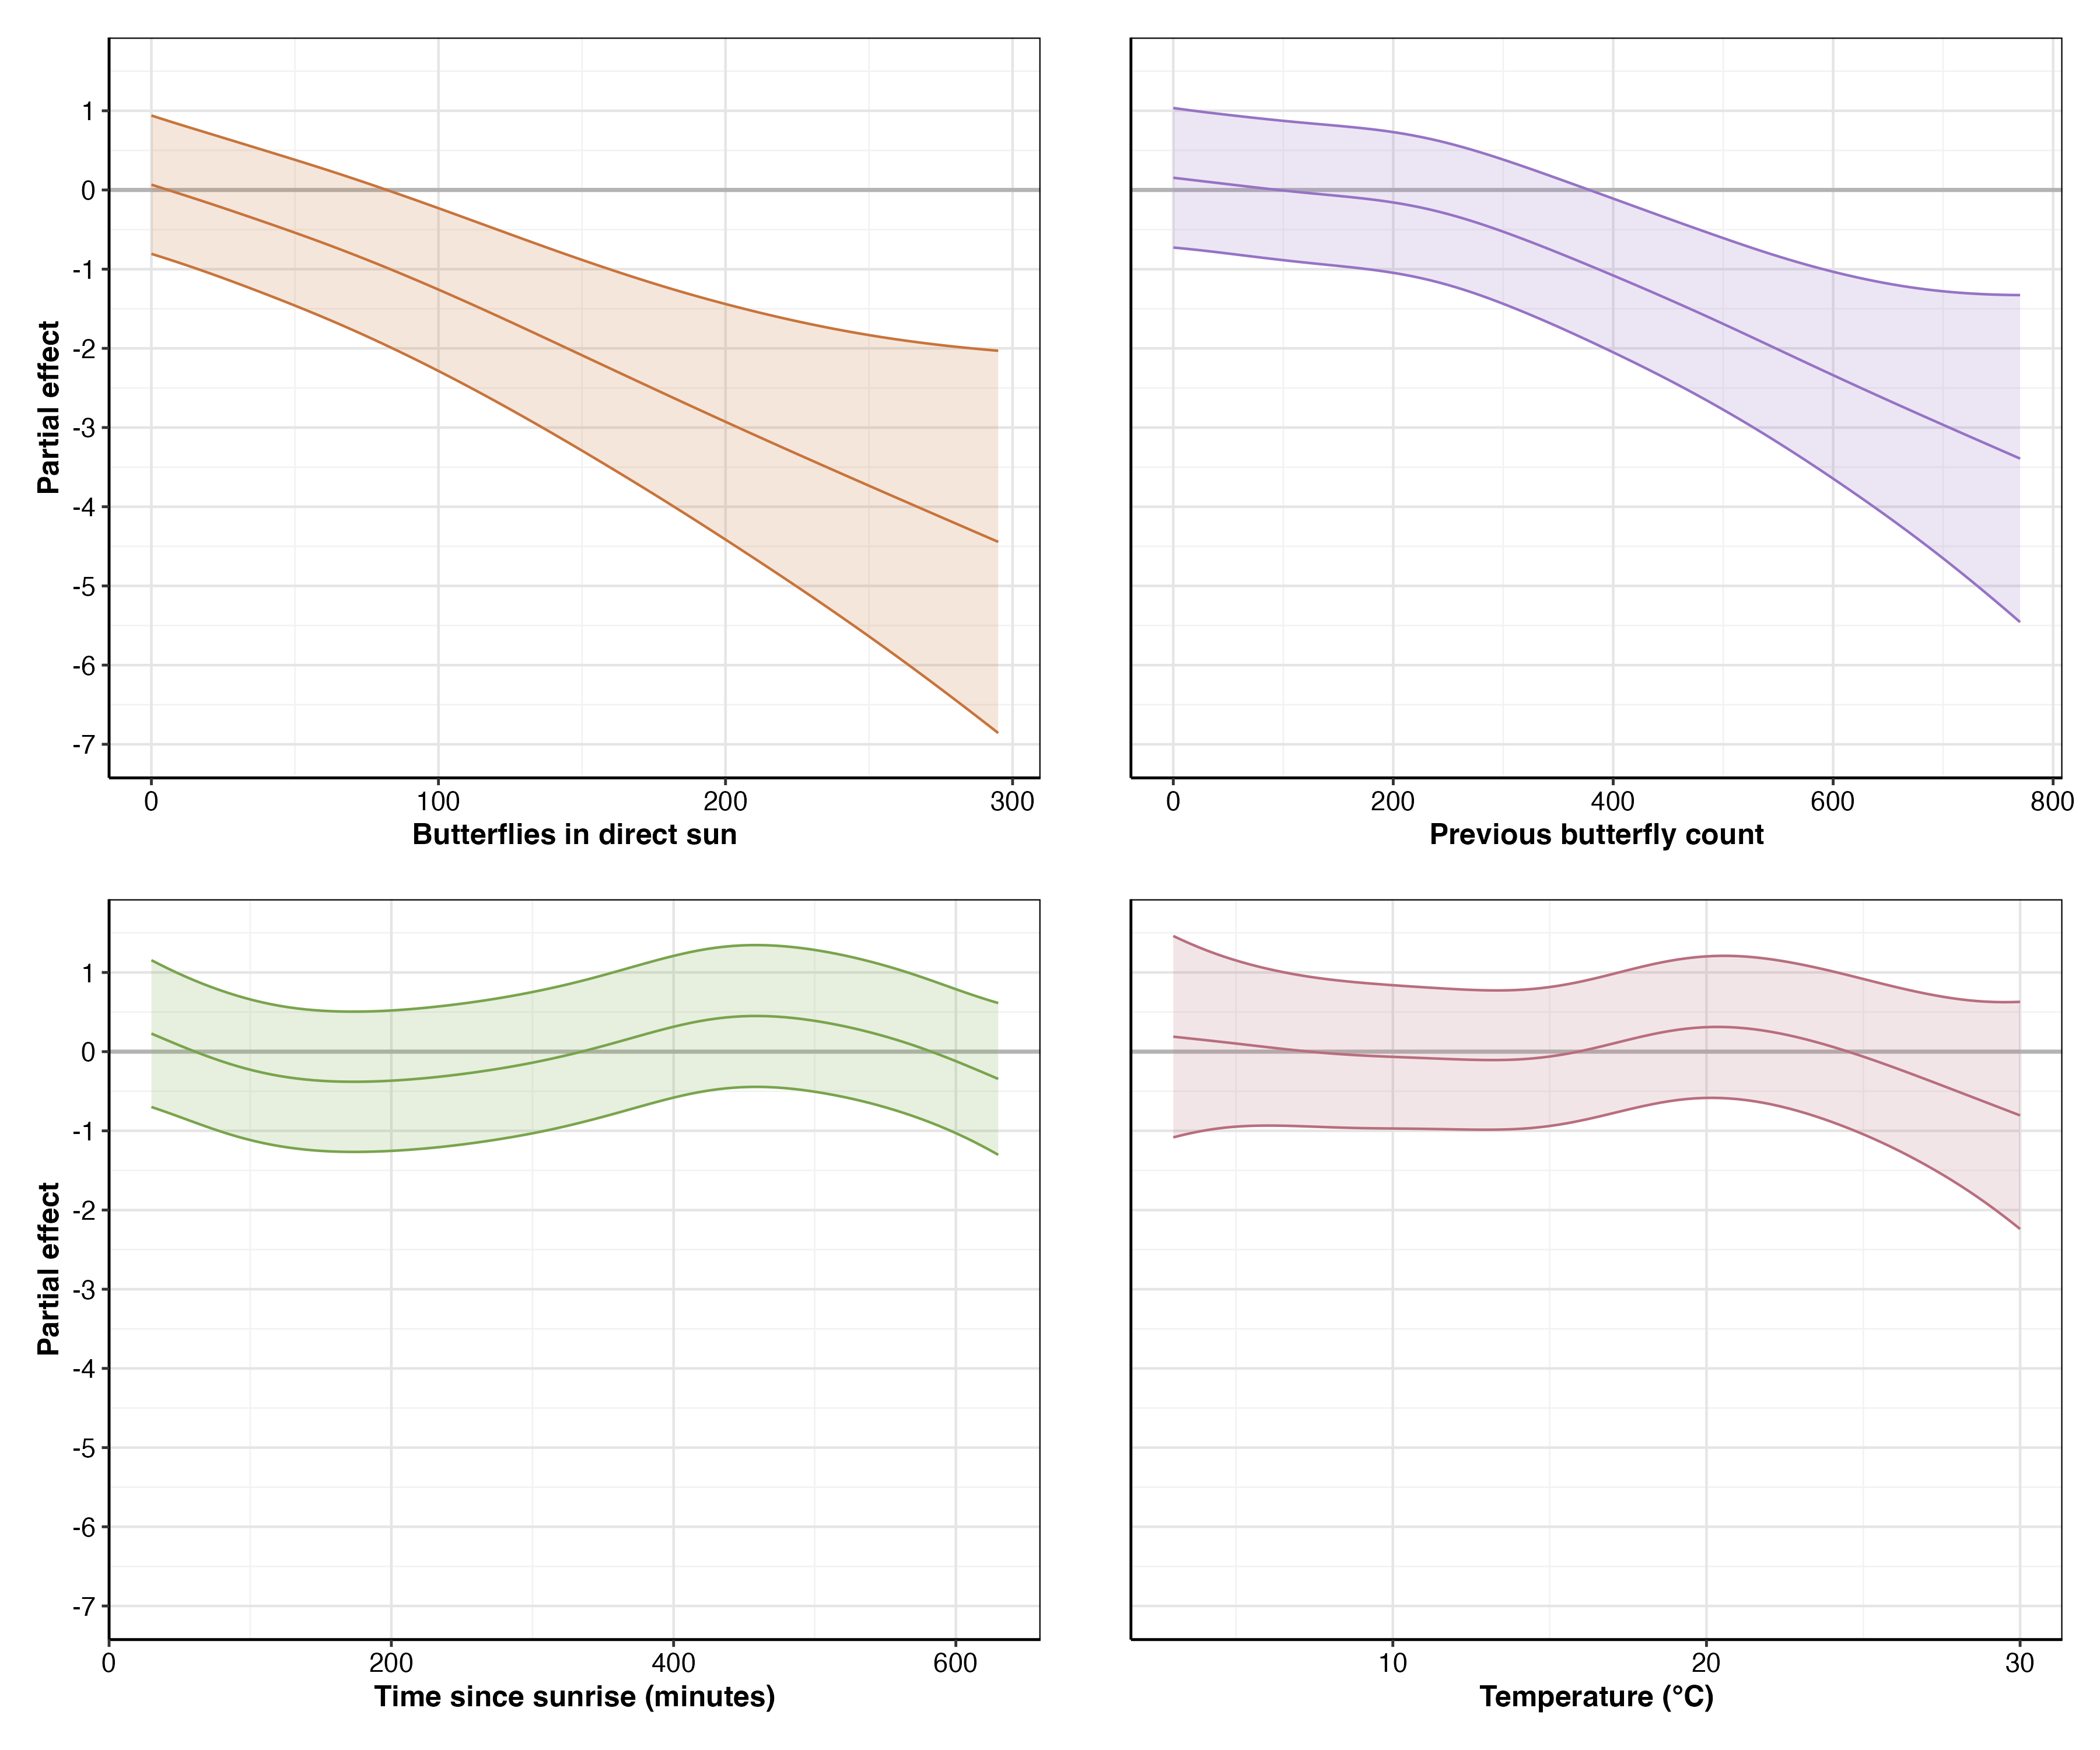 Partial effect
1
0
-1
-2
-3
-4
-5
-6
-7
0 100 200 300
Butterflies in direct sun
0 200 400 600 800
Previous butterfly count
Partial effect
1
0
-1
-2
-3
-4
-5
-6
-7
0 200 400 600
Time since sunrise (minutes)
10 20 30
Temperature (°C)